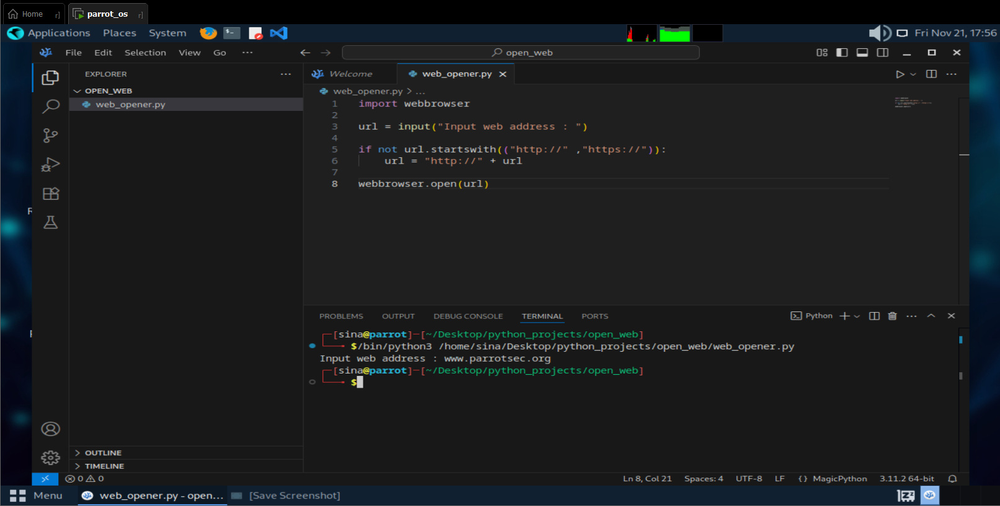 Home
parrot_os
Applications Places System
Fri Nov 21, 17:56
File Edit Selection View Go ···
open_web
EXPLORER
Welcome
web_opener.py
OPEN_WEB
web_opener.py
web_opener.py > ...
1 import webbrowser
2
3 url = input("Input web address : ")
4
5 if not url.startswith(("http://" ,"https://")):
6 url = "http://" + url
7
8 webbrowser.open(url)
PROBLEMS OUTPUT DEBUG CONSOLE TERMINAL PORTS
Python
[sina@parrot]─[~/Desktop/python_projects/open_web]
$/bin/python3 /home/sina/Desktop/python_projects/open_web/web_opener.py
Input web address : www.parrotsec.org
[sina@parrot]─[~/Desktop/python_projects/open_web]
$
OUTLINE
TIMELINE
0 0
Ln 8, Col 21 Spaces: 4 UTF-8 LF {} MagicPython 3.11.2 64-bit
Menu
web_opener.py - open...
[Save Screenshot]